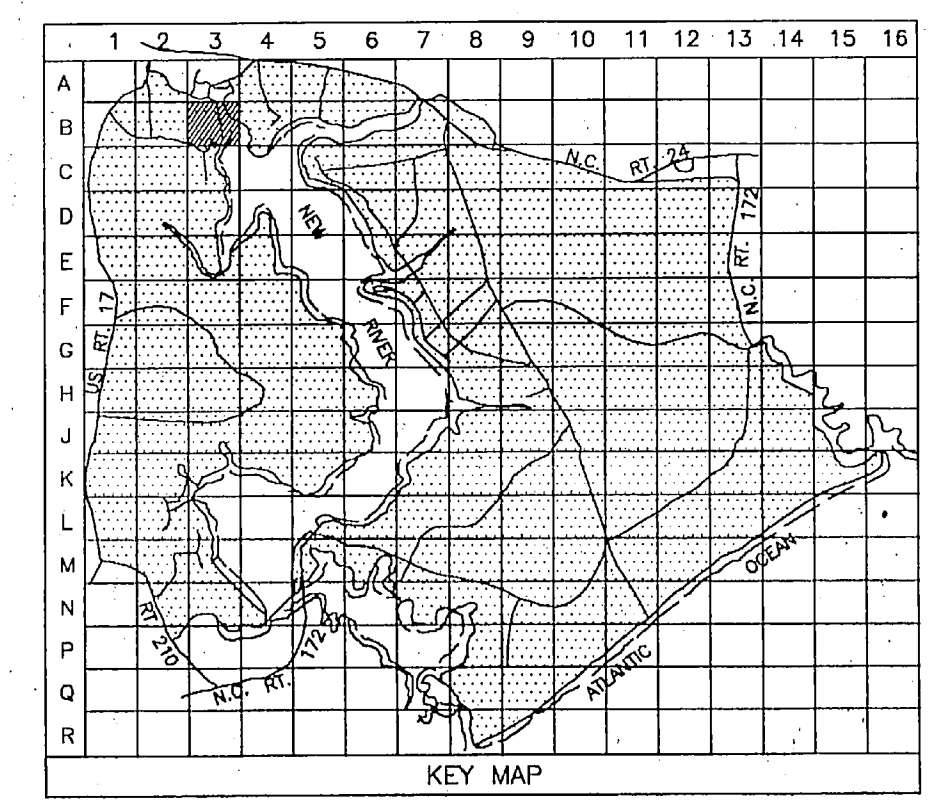 1 2 3 4 5 6 7 8 9 10 11 12 13 14 15 16
A
B
C
D
E
F
G
H
J
K
L
M
N
P
Q
R
N.C. RT. 24
N.C. RT. 172
NEW
RIVER
US RT. 17
RT 210
N.C. RT. 172
ATLANTIC OCEAN
KEY MAP